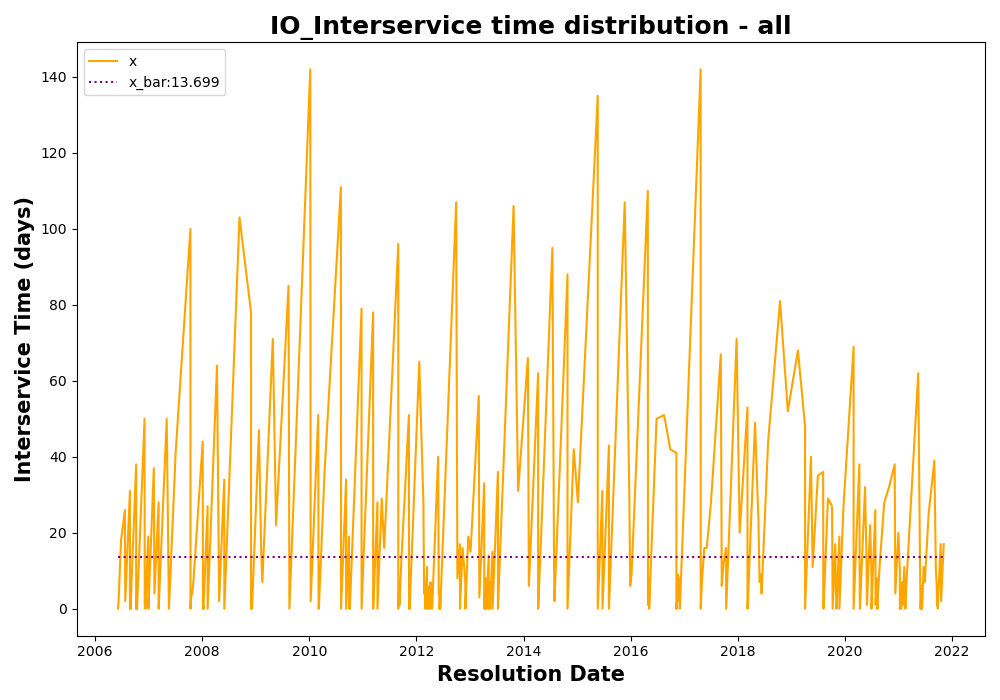 IO_Interservice time distribution - all
x
x_bar:13.699
Interservice Time (days)
140
120
100
80
60
40
20
0
2006 2008 2010 2012 2014 2016 2018 2020 2022
Resolution Date